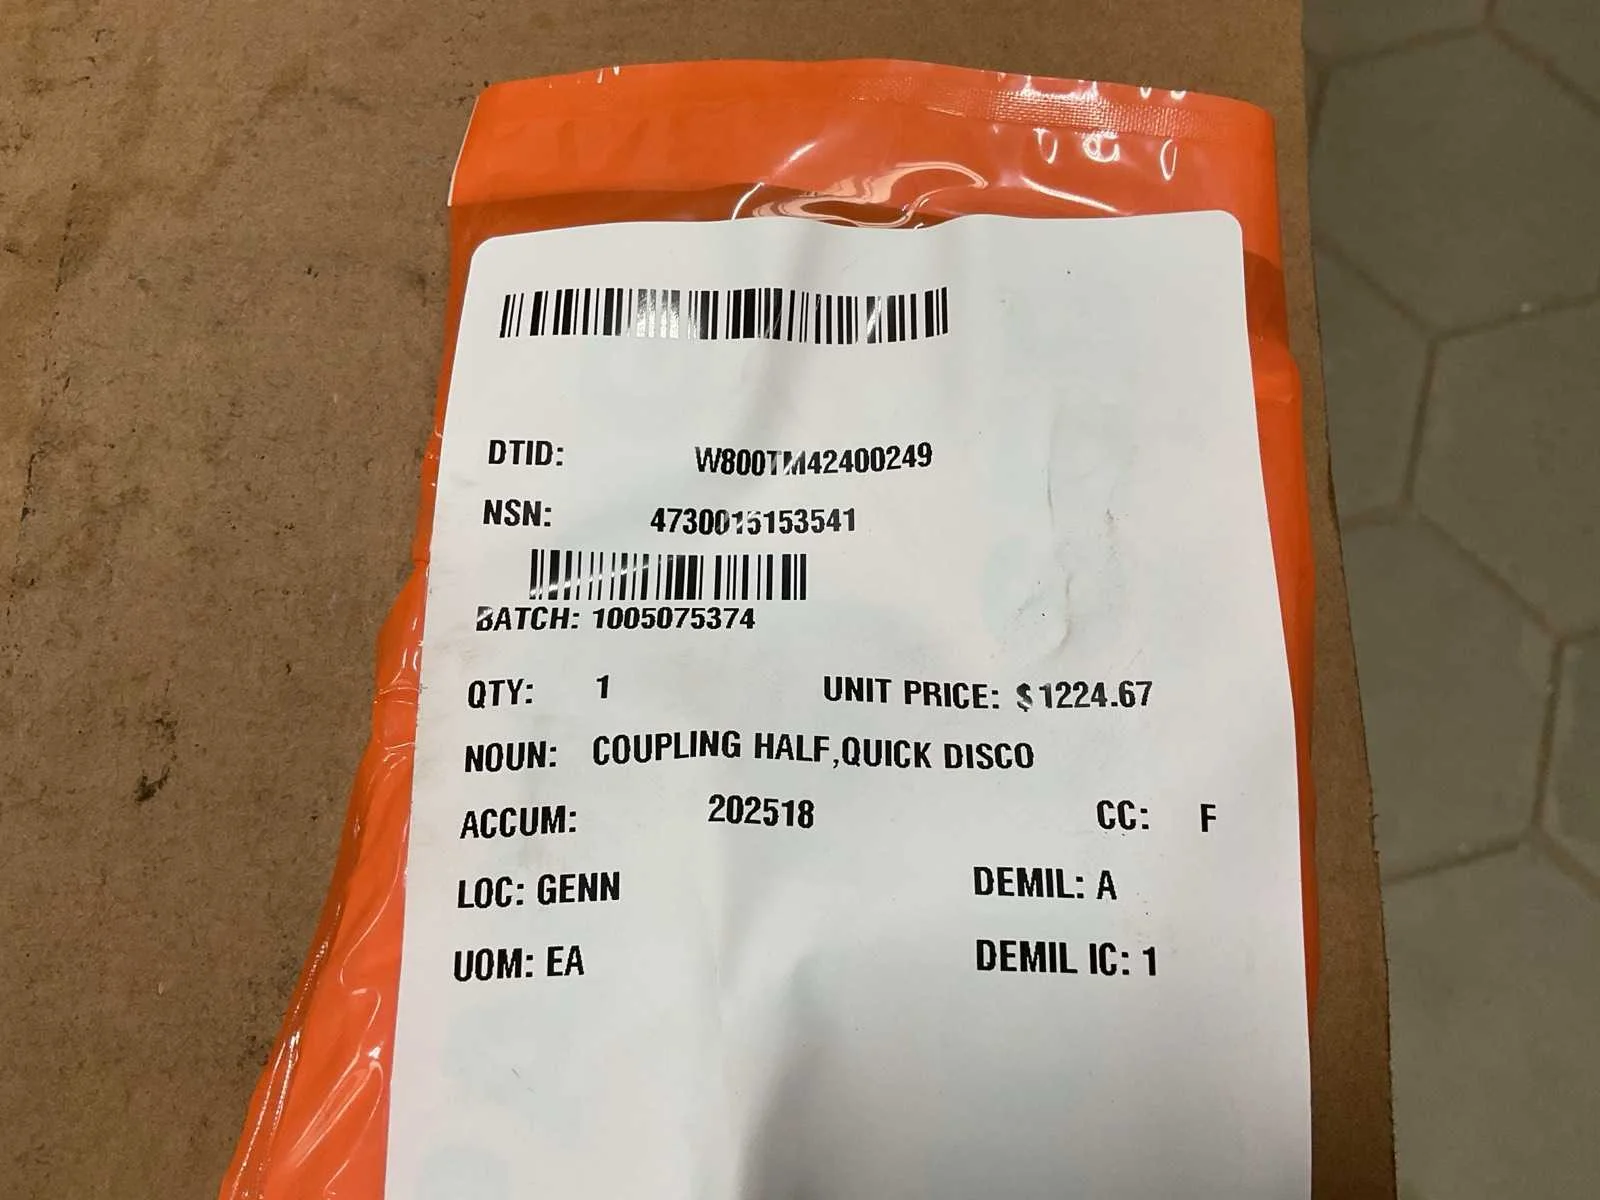 DTID: W800TM42400249
NSN: 4730015153541
BATCH: 1005075374
QTY: 1 UNIT PRICE: $1224.67
NOUN: COUPLING HALF,QUICK DISCO
ACCUM: 202518 CC: F
LOC: GENN DEMIL: A
UOM: EA DEMIL IC: 1